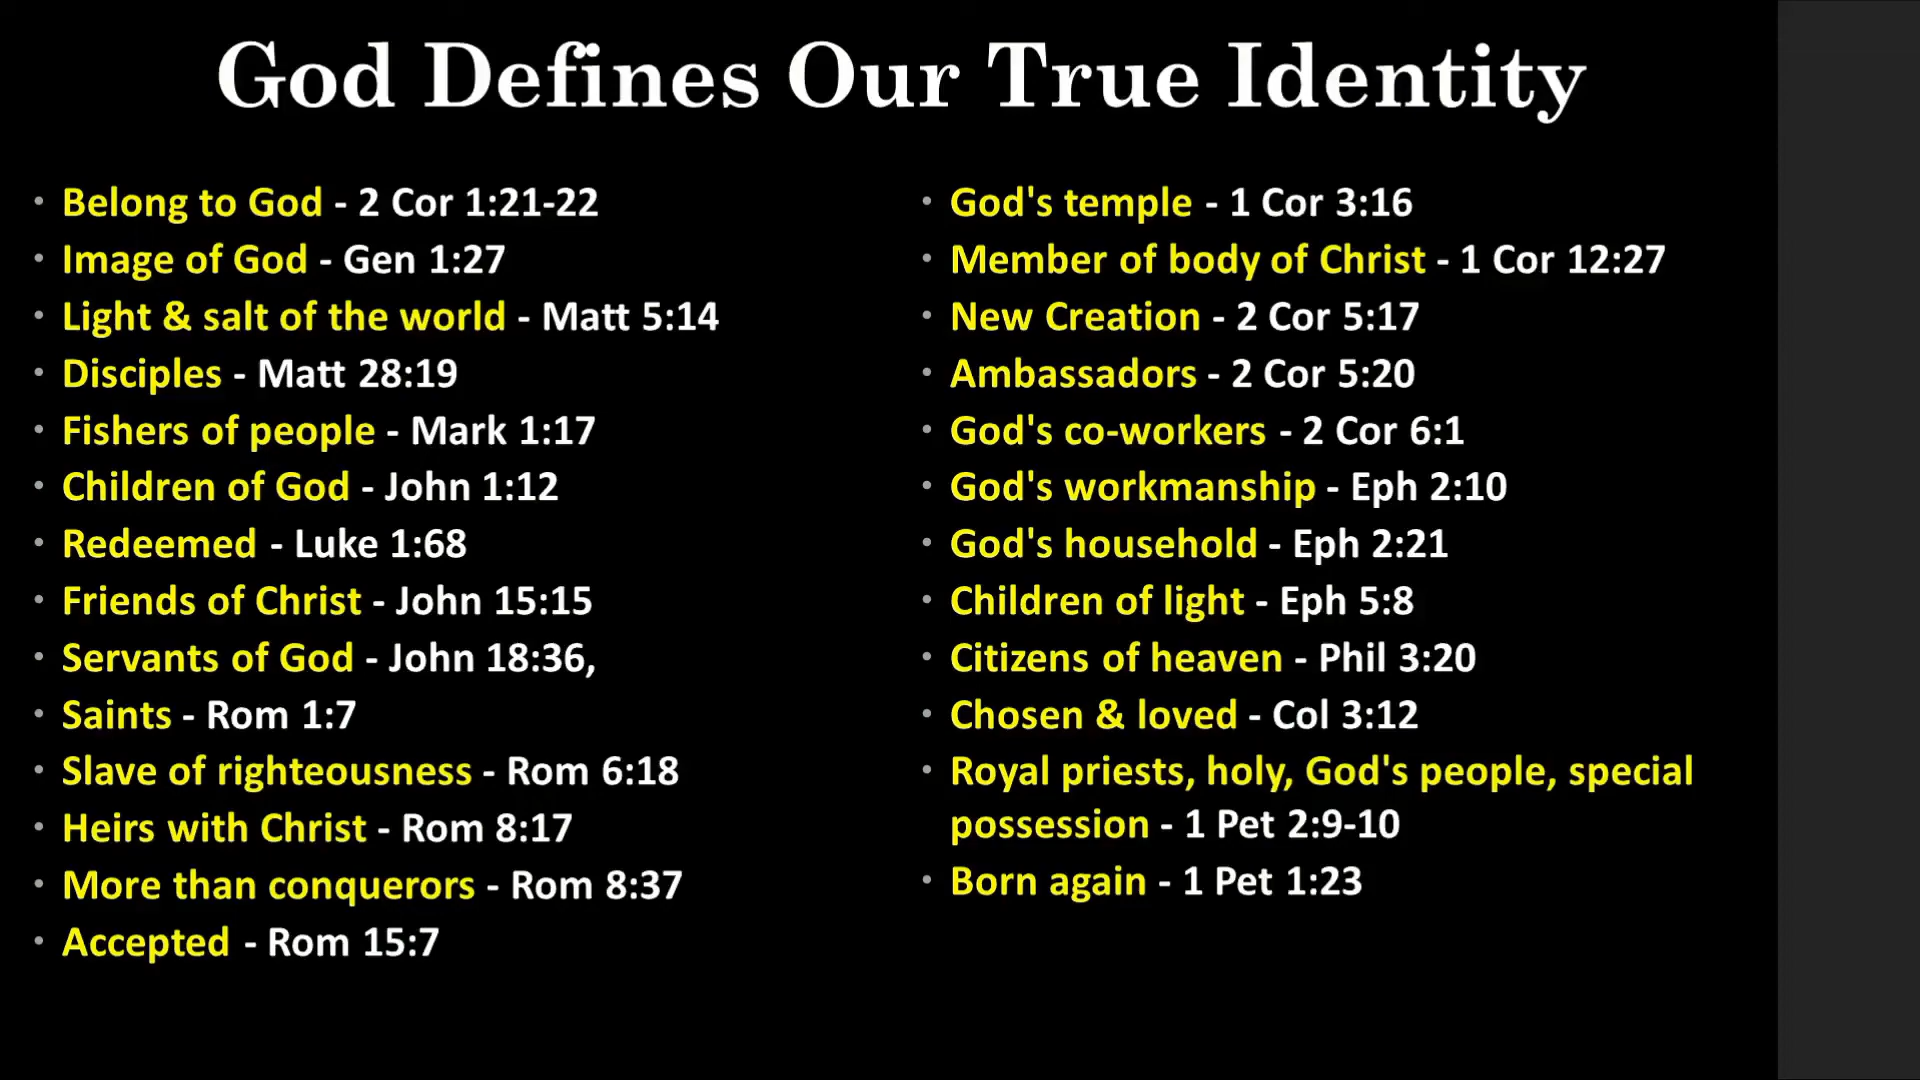 God Defines Our True Identity
• Belong to God - 2 Cor 1:21-22
• Image of God - Gen 1:27
• Light & salt of the world - Matt 5:14
• Disciples - Matt 28:19
• Fishers of people - Mark 1:17
• Children of God - John 1:12
• Redeemed - Luke 1:68
• Friends of Christ - John 15:15
• Servants of God - John 18:36,
• Saints - Rom 1:7
• Slave of righteousness - Rom 6:18
• Heirs with Christ - Rom 8:17
• More than conquerors - Rom 8:37
• Accepted - Rom 15:7
• God's temple - 1 Cor 3:16
• Member of body of Christ - 1 Cor 12:27
• New Creation - 2 Cor 5:17
• Ambassadors - 2 Cor 5:20
• God's co-workers - 2 Cor 6:1
• God's workmanship - Eph 2:10
• God's household - Eph 2:21
• Children of light - Eph 5:8
• Citizens of heaven - Phil 3:20
• Chosen & loved - Col 3:12
• Royal priests, holy, God's people, special
possession - 1 Pet 2:9-10
• Born again - 1 Pet 1:23